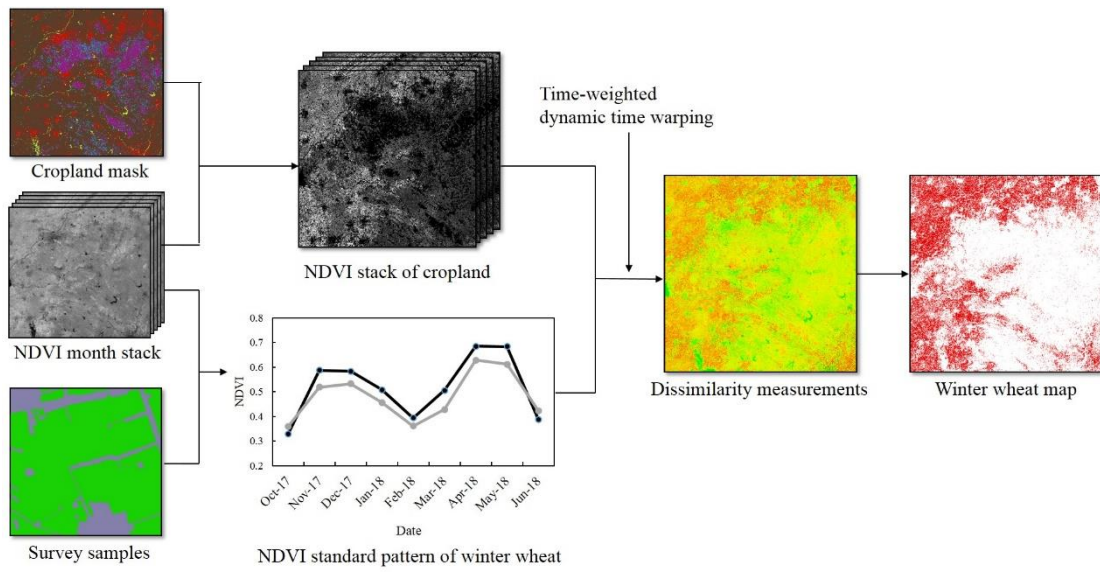 Cropland mask
NDVI month stack
Survey samples
NDVI stack of cropland
0.8
0.7
0.6
0.5
0.4
0.3
0.2
NDVI
Oct-17
Nov-17
Dec-17
Jan-18
Feb-18
Mar-18
Apr-18
May-18
Jun-18
Date
NDVI standard pattern of winter wheat
Time-weighted
dynamic time warping
Dissimilarity measurements
Winter wheat map